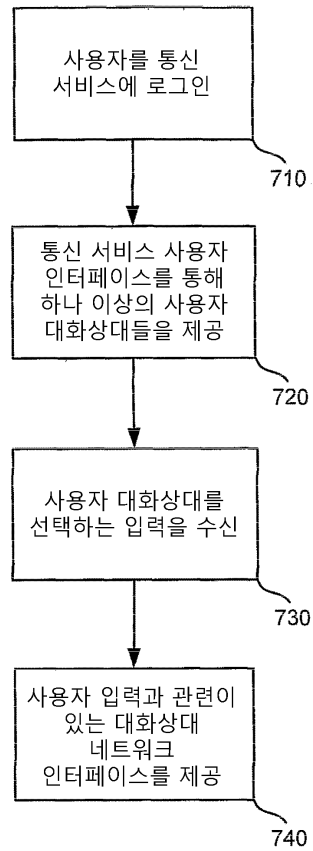 사용자를 통신
서비스에 로그인
710
통신 서비스 사용자
인터페이스를 통해
하나 이상의 사용자
대화상대들을 제공
720
사용자 대화상대를
선택하는 입력을 수신
730
사용자 입력과 관련이
있는 대화상대
네트워크
인터페이스를 제공
740